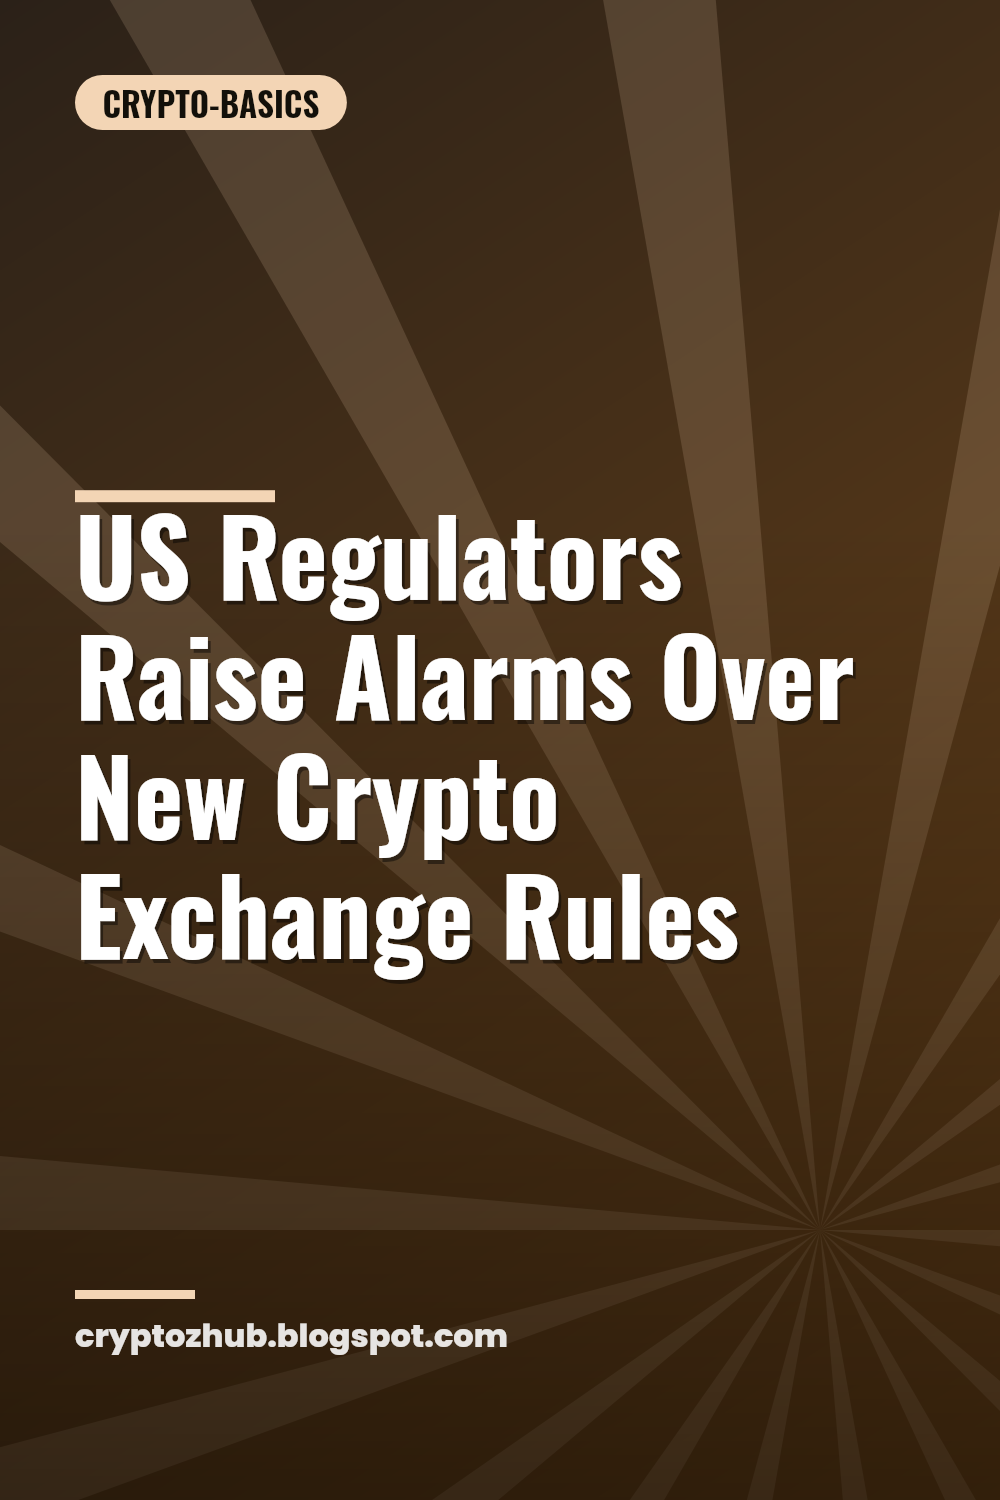 CRYPTO-BASICS
US Regulators
Raise Alarms Over
New Crypto
Exchange Rules
cryptozhub.blogspot.com